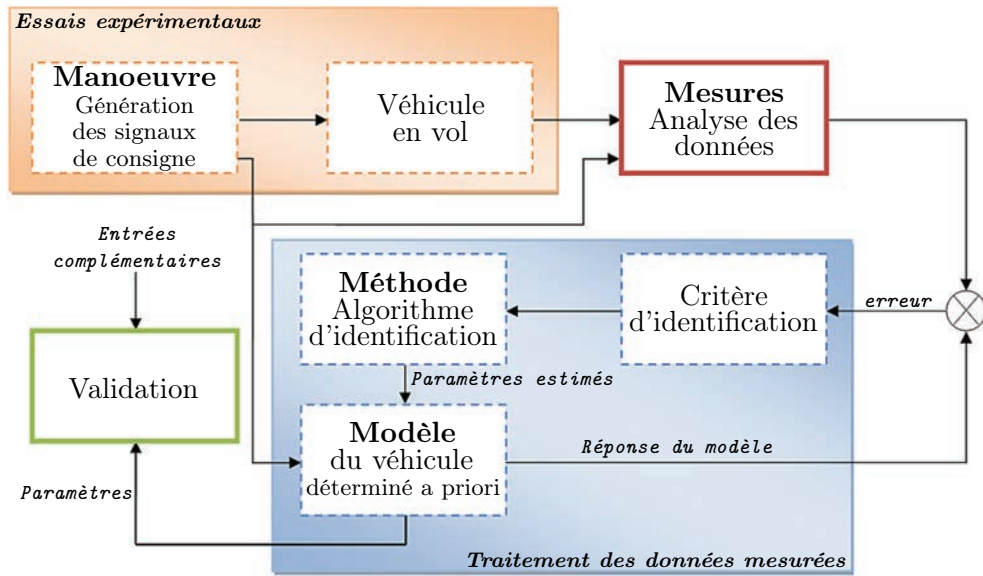 Essais expérimentaux
Manoeuvre
Génération
des signaux
de consigne
Véhicule
en vol
Mesures
Analyse des
données
Entrées
complémentaires
Méthode
Algorithme
d'identification
Critère
d'identification
erreur
Validation
Paramètres estimés
Modèle
du véhicule
déterminé a priori
Réponse du modèle
Paramètres
Traitement des données mesurées